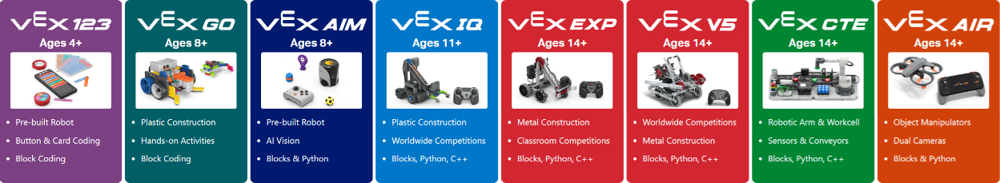 VEX 123
Ages 4+
• Pre-built Robot
• Button & Card Coding
• Block Coding
VEX GO
Ages 8+
• Plastic Construction
• Hands-on Activities
• Block Coding
VEX AIM
Ages 8+
• Pre-built Robot
• AI Vision
• Blocks & Python
VEX IQ
Ages 11+
• Plastic Construction
• Worldwide Competitions
• Blocks, Python, C++
VEX EXP
Ages 14+
• Metal Construction
• Classroom Competitions
• Blocks, Python, C++
VEX V5
Ages 14+
• Worldwide Competitions
• Metal Construction
• Blocks, Python, C++
VEX CTE
Ages 14+
• Robotic Arm & Workcell
• Sensors & Conveyors
• Blocks, Python, C++
VEX AIR
Ages 14+
• Object Manipulators
• Dual Cameras
• Blocks & Python